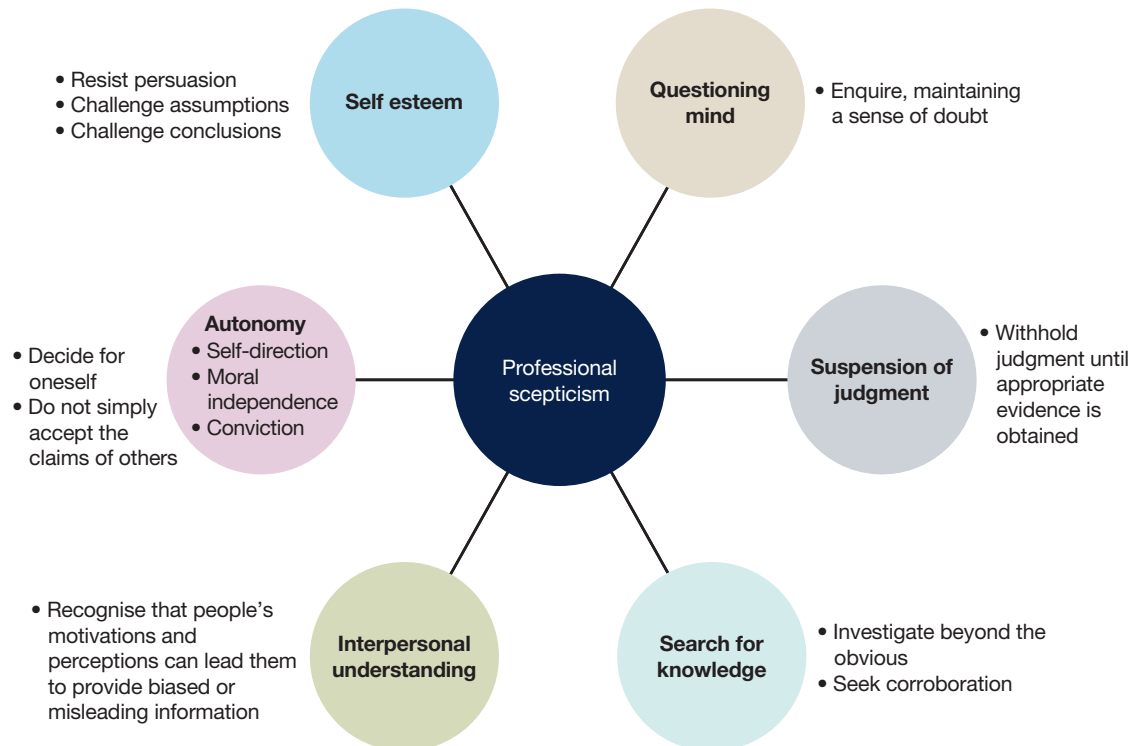 • Resist persuasion
• Challenge assumptions
• Challenge conclusions
Self esteem
Questioning
mind
• Enquire, maintaining
a sense of doubt
• Decide for
oneself
• Do not simply
accept the
claims of others
Autonomy
• Self-direction
• Moral
independence
• Conviction
Professional
scepticism
Suspension of
judgment
• Withhold
judgment until
appropriate
evidence is
obtained
• Recognise that people’s
motivations and
perceptions can lead them
to provide biased or
misleading information
Interpersonal
understanding
Search for
knowledge
• Investigate beyond the
obvious
• Seek corroboration